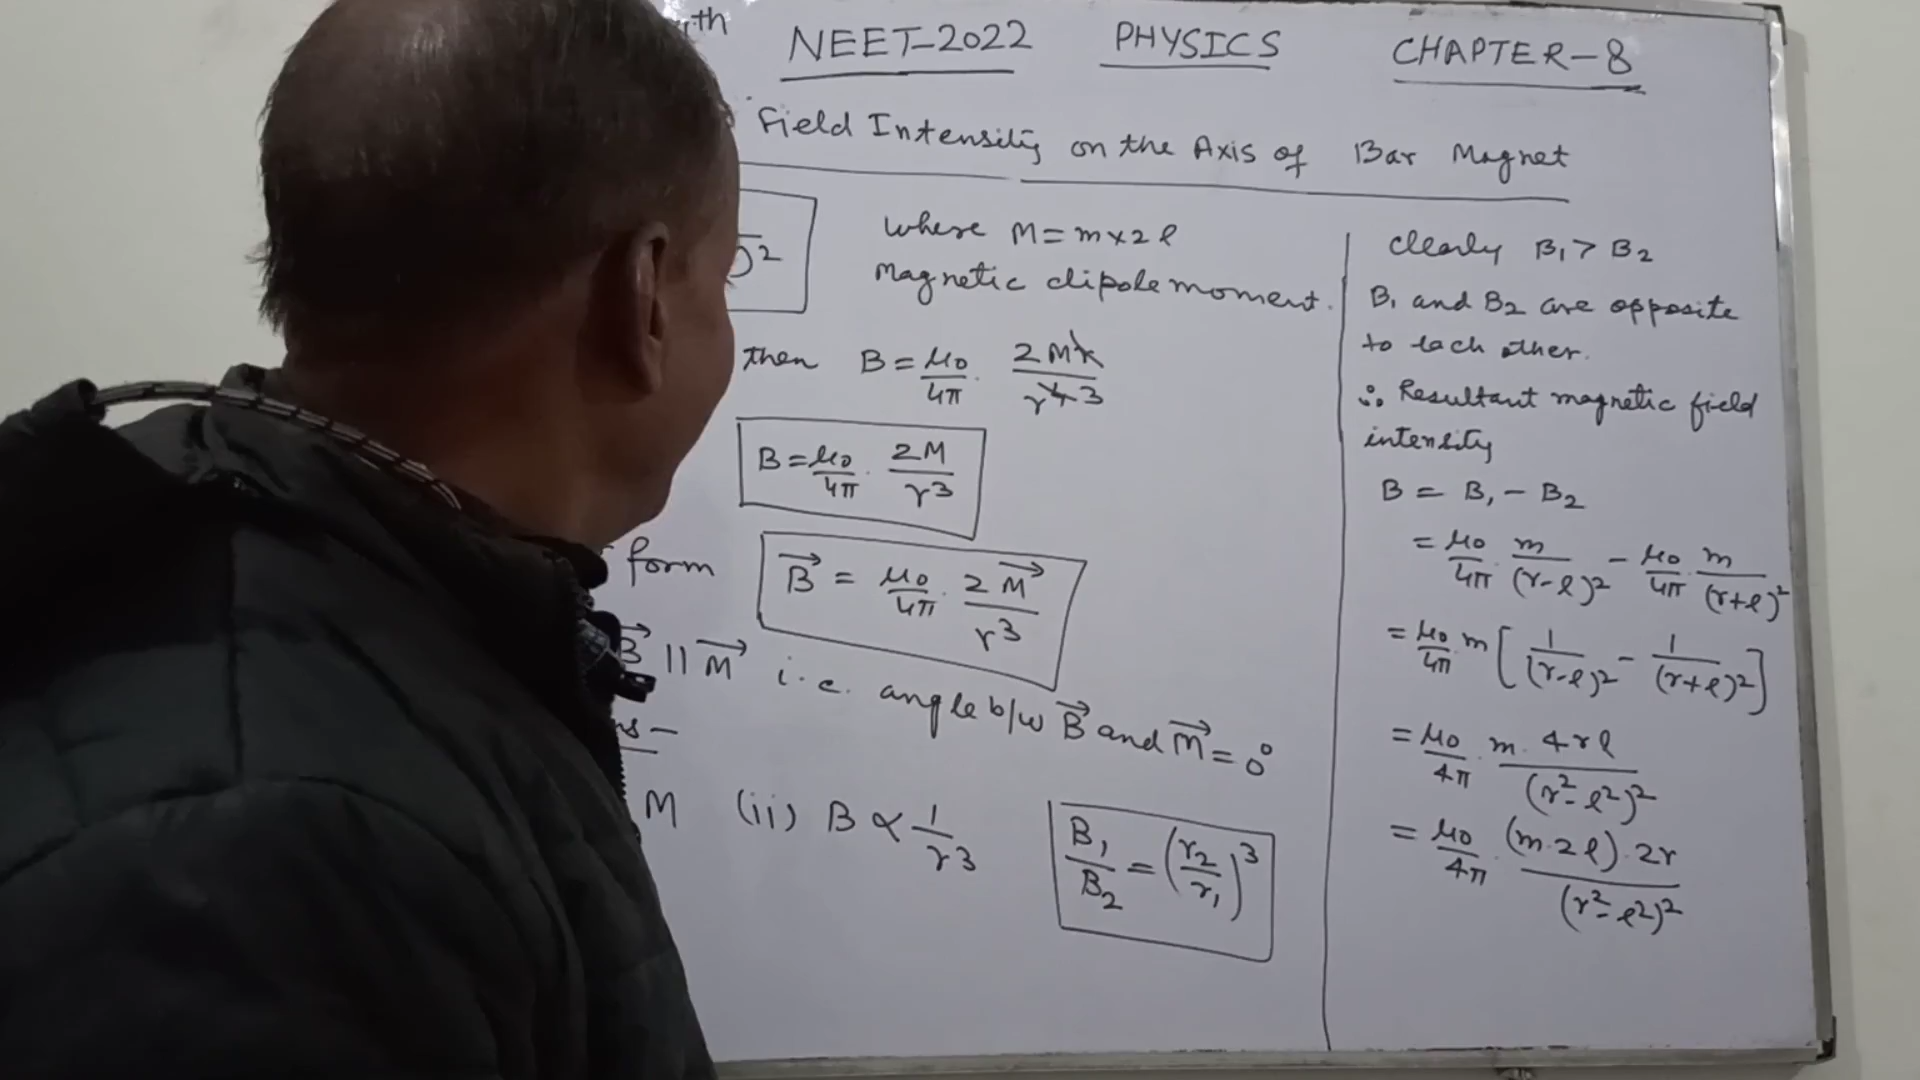 th NEET-2022 PHYSICS CHAPTER-8
Field Intensity on the Axis of Bar Magnet
where M = m×2l
Magnetic dipole moment.
then B = μ0/4π · 2Mr/r⁴3
B = μ0/4π · 2M/r³
form B⃗ = μ0/4π · 2M⃗/r³
B⃗ || M⃗ i.e. angle b/w B⃗ and M⃗ = 0°
M (ii) B ∝ 1/r³
B₁/B₂ = (r₂/r₁)³
Clearly B₁ > B₂
B₁ and B₂ are opposite
to each other.
∴ Resultant magnetic field
intensity
B = B₁ - B₂
= μ0/4π · m/(r-l)² - μ0/4π · m/(r+l)²
= μ0/4π m [1/(r-l)² - 1/(r+l)²]
= μ0/4π · m·4rl/(r²-l²)²
= μ0/4π · (m·2l)·2r/(r²-l²)²